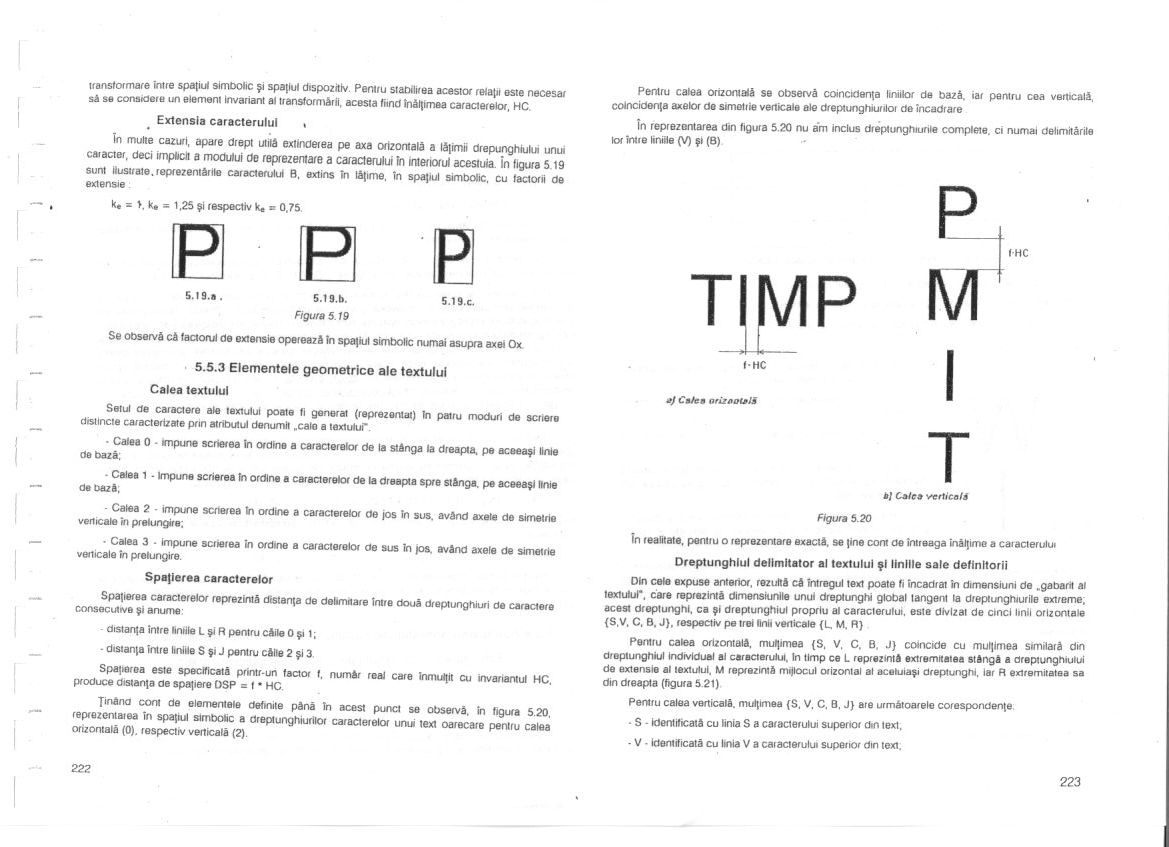 transformare între spaţiul simbolic şi spaţiul dispozitiv. Pentru stabilirea acestor relaţii este necesar
să se considere un element invariant al transformării, acesta fiind înălţimea caracterelor, HC.
Extensia caracterului
În multe cazuri, apare drept utilă extinderea pe axa orizontală a lăţimii drepunghiului unui
caracter, deci implicit a modului de reprezentare a caracterului în interiorul acestuia. În figura 5.19
sunt ilustrate reprezentările caracterului B, extins în lăţime, în spaţiul simbolic, cu factorii de
extensie :
ke = 1, ke = 1,25 şi respectiv ke = 0,75.
P P P
5.19.a. 5.19.b. 5.19.c.
Figura 5.19
Se observă că factorul de extensie operează în spaţiul simbolic numai asupra axei Ox.
5.5.3 Elementele geometrice ale textului
Calea textului
Setul de caractere ale textului poate fi generat (reprezentat) în patru moduri de scriere
distincte caracterizate prin atributul denumit „cale a textului".
- Calea 0 - impune scrierea în ordine a caracterelor de la stânga la dreapta, pe aceeaşi linie
de bază;
- Calea 1 - Impune scrierea în ordine a caracterelor de la dreapta spre stânga, pe aceeaşi linie
de bază;
- Calea 2 - impune scrierea în ordine a caracterelor de jos în sus, având axele de simetrie
verticale în prelungire;
- Calea 3 - impune scrierea în ordine a caracterelor de sus în jos, având axele de simetrie
verticale în prelungire.
Spaţierea caracterelor
Spaţierea caracterelor reprezintă distanţa de delimitare între două dreptunghiuri de caractere
consecutive şi anume:
- distanţa între liniile L şi R pentru căile 0 şi 1;
- distanţa între liniile S şi J pentru căile 2 şi 3.
Spaţierea este specificată printr-un factor f, număr real care înmulţit cu invariantul HC,
produce distanţa de spaţiere DSP = f * HC.
Ţinând cont de elementele definite până în acest punct se observă, în figura 5.20,
reprezentarea în spaţiul simbolic a dreptunghiurilor caracterelor unui text oarecare pentru calea
orizontală (0), respectiv verticală (2).
222
Pentru calea orizontală se observă coincidenţa liniilor de bază, iar pentru cea verticală,
coincidenţa axelor de simetrie verticale ale dreptunghiurilor de încadrare
În reprezentarea din figura 5.20 nu am inclus dreptunghiurile complete, ci numai delimitările
lor între liniile (V) şi (B).
P
f·HC
TIMP
M
f·HC
I
a) Calea orizontală
T
b) Calea verticală
Figura 5.20
În realitate, pentru o reprezentare exactă, se ţine cont de întreaga înălţime a caracterului
Dreptunghiul delimitator al textului şi liniile sale definitorii
Din cele expuse anterior, rezultă că întregul text poate fi încadrat în dimensiuni de „gabarit al
textului", care reprezintă dimensiunile unui dreptunghi global tangent la dreptunghiurile extreme;
acest dreptunghi, ca şi dreptunghiul propriu al caracterului, este divizat de cinci linii orizontale
{S,V, C, B, J}, respectiv pe trei linii verticale {L, M, R} .
Pentru calea orizontală, mulţimea {S, V, C, B, J} coincide cu mulţimea similară din
dreptunghiul individual al caracterului, în timp ce L reprezintă extremitatea stângă a dreptunghiului
de extensie al textului, M reprezintă mijlocul orizontal al aceluiaşi dreptunghi, iar R extremitatea sa
din dreapta (figura 5.21).
Pentru calea verticală, mulţimea {S, V, C, B, J} are următoarele corespondenţe:
- S - identificată cu linia S a caracterului superior din text;
- V - identificată cu linia V a caracterului superior din text;
223